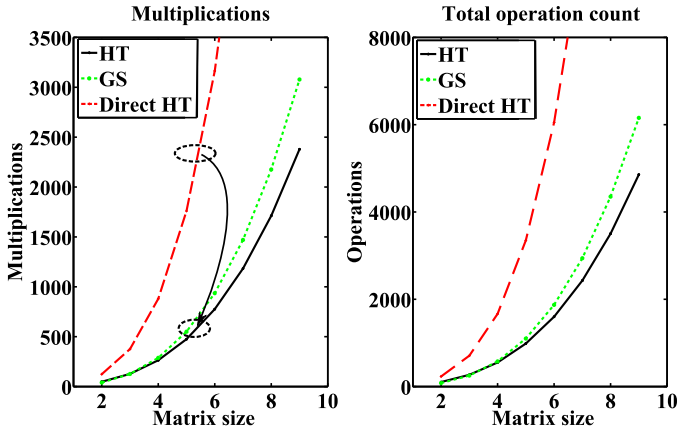 Multiplications
3500
3000
2500
2000
1500
1000
500
0
Multiplications
HT
GS
Direct HT
2 4 6 8 10
Matrix size
Total operation count
8000
6000
4000
2000
0
Operations
HT
GS
Direct HT
2 4 6 8 10
Matrix size